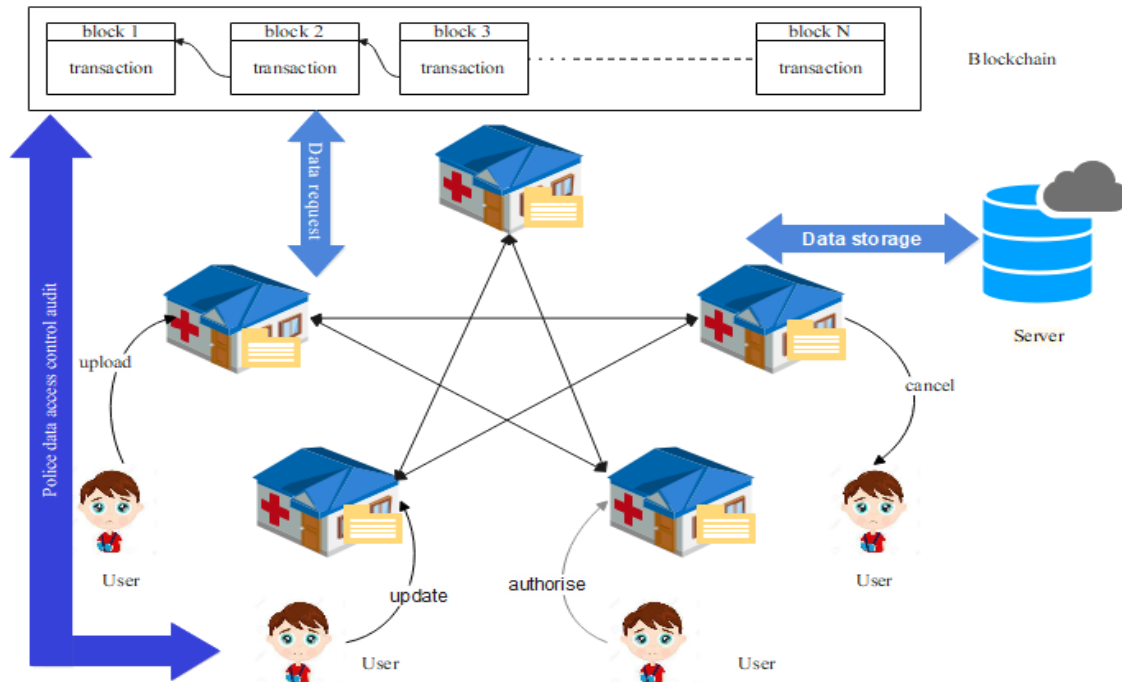 block 1
block 2
block 3
block N
transaction
transaction
transaction
transaction
Blockchain
Data request
Data storage
Server
Police data access control audit
upload
cancel
User
update
authorise
User
User
User